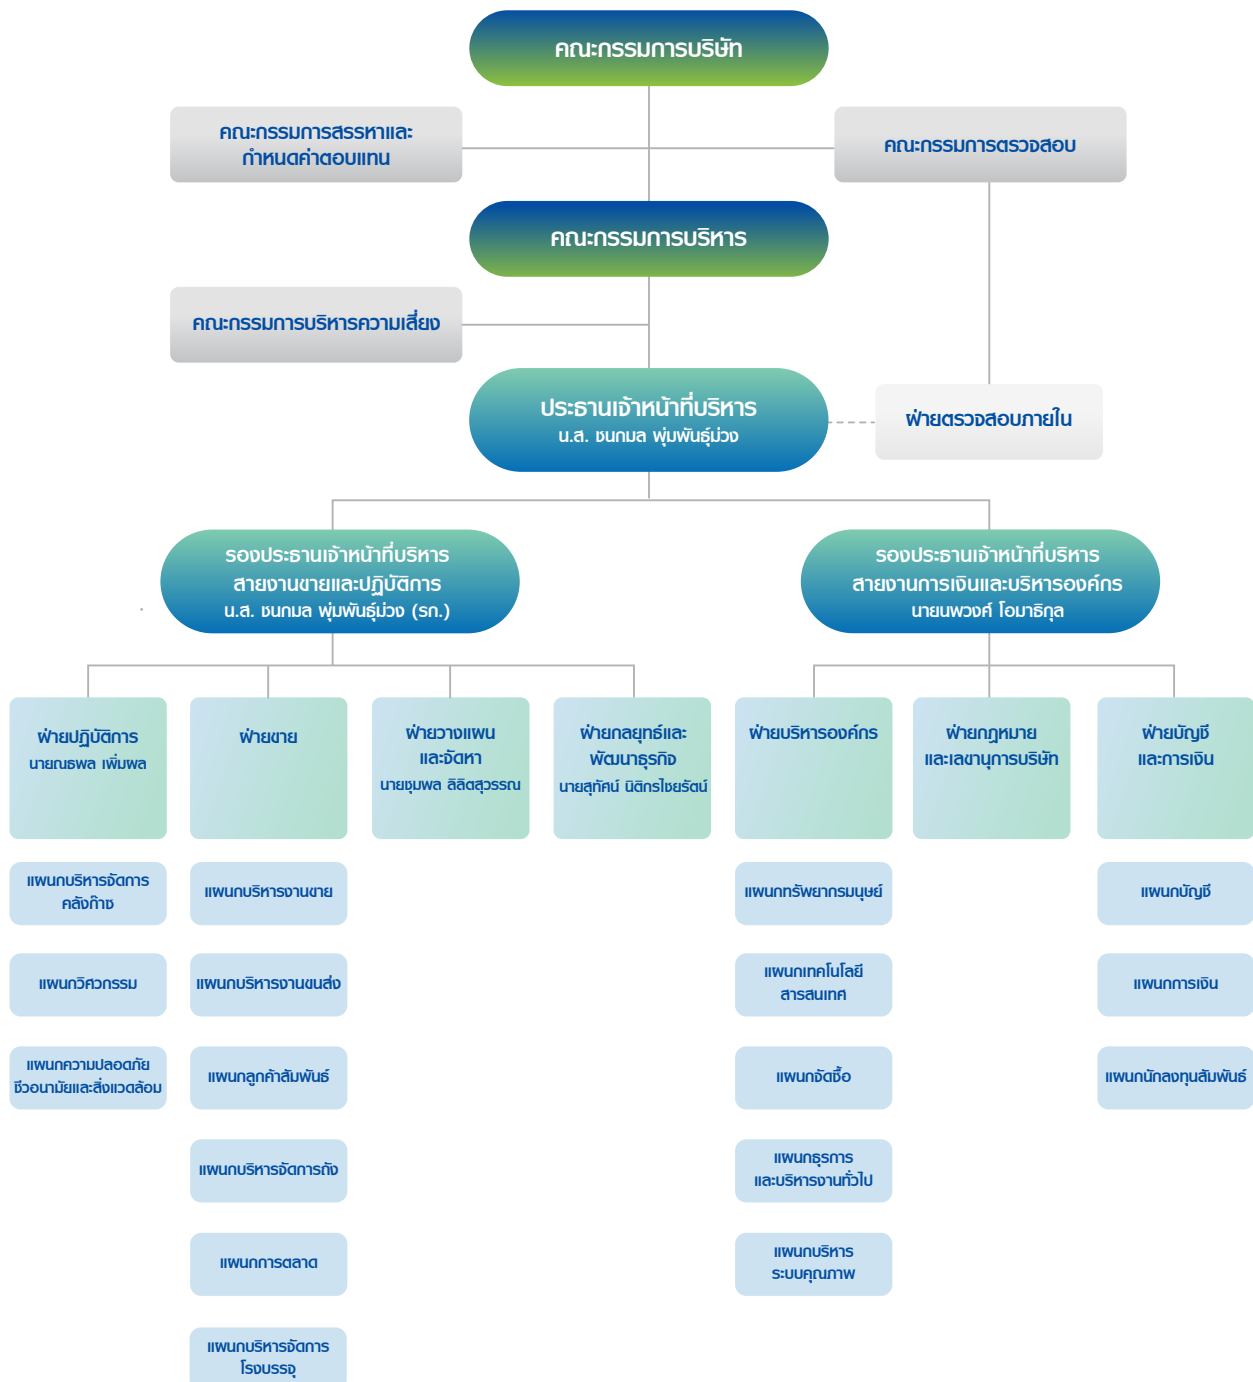 คณะกรรมการบริษัท
คณะกรรมการสรรหาและ
กำหนดค่าตอบแทน
คณะกรรมการตรวจสอบ
คณะกรรมการบริหาร
คณะกรรมการบริหารความเสี่ยง
ประธานเจ้าหน้าที่บริหาร
น.ส. ชนกมล พุ่มพันธุ์ม่วง
ฝ่ายตรวจสอบภายใน
รองประธานเจ้าหน้าที่บริหาร
สายงานขายและปฏิบัติการ
น.ส. ชนกมล พุ่มพันธุ์ม่วง (รก.)
รองประธานเจ้าหน้าที่บริหาร
สายงานการเงินและบริหารองค์กร
นายนพวงศ์ โอมาธิกุล
ฝ่ายปฏิบัติการ
นายณธพล เพิ่มผล
ฝ่ายขาย
ฝ่ายวางแผน
และจัดหา
นายชุมพล ลิลิตสุวรรณ
ฝ่ายกลยุทธ์และ
พัฒนาธุรกิจ
นายสุทัศน์ นิติกรไชยรัตน์
ฝ่ายบริหารองค์กร
ฝ่ายกฎหมาย
และเลขานุการบริษัท
ฝ่ายบัญชี
และการเงิน
แผนกบริหารจัดการ
คลังก๊าซ
แผนกวิศวกรรม
แผนกความปลอดภัย
ชีวอนามัยและสิ่งแวดล้อม
แผนกบริหารงานขาย
แผนกบริหารงานขนส่ง
แผนกลูกค้าสัมพันธ์
แผนกบริหารจัดการถัง
แผนกการตลาด
แผนกบริหารจัดการ
โรงบรรจุ
แผนกทรัพยากรมนุษย์
แผนกเทคโนโลยี
สารสนเทศ
แผนกจัดซื้อ
แผนกธุรการ
และบริหารงานทั่วไป
แผนกบริหาร
ระบบคุณภาพ
แผนกบัญชี
แผนกการเงิน
แผนกนักลงทุนสัมพันธ์